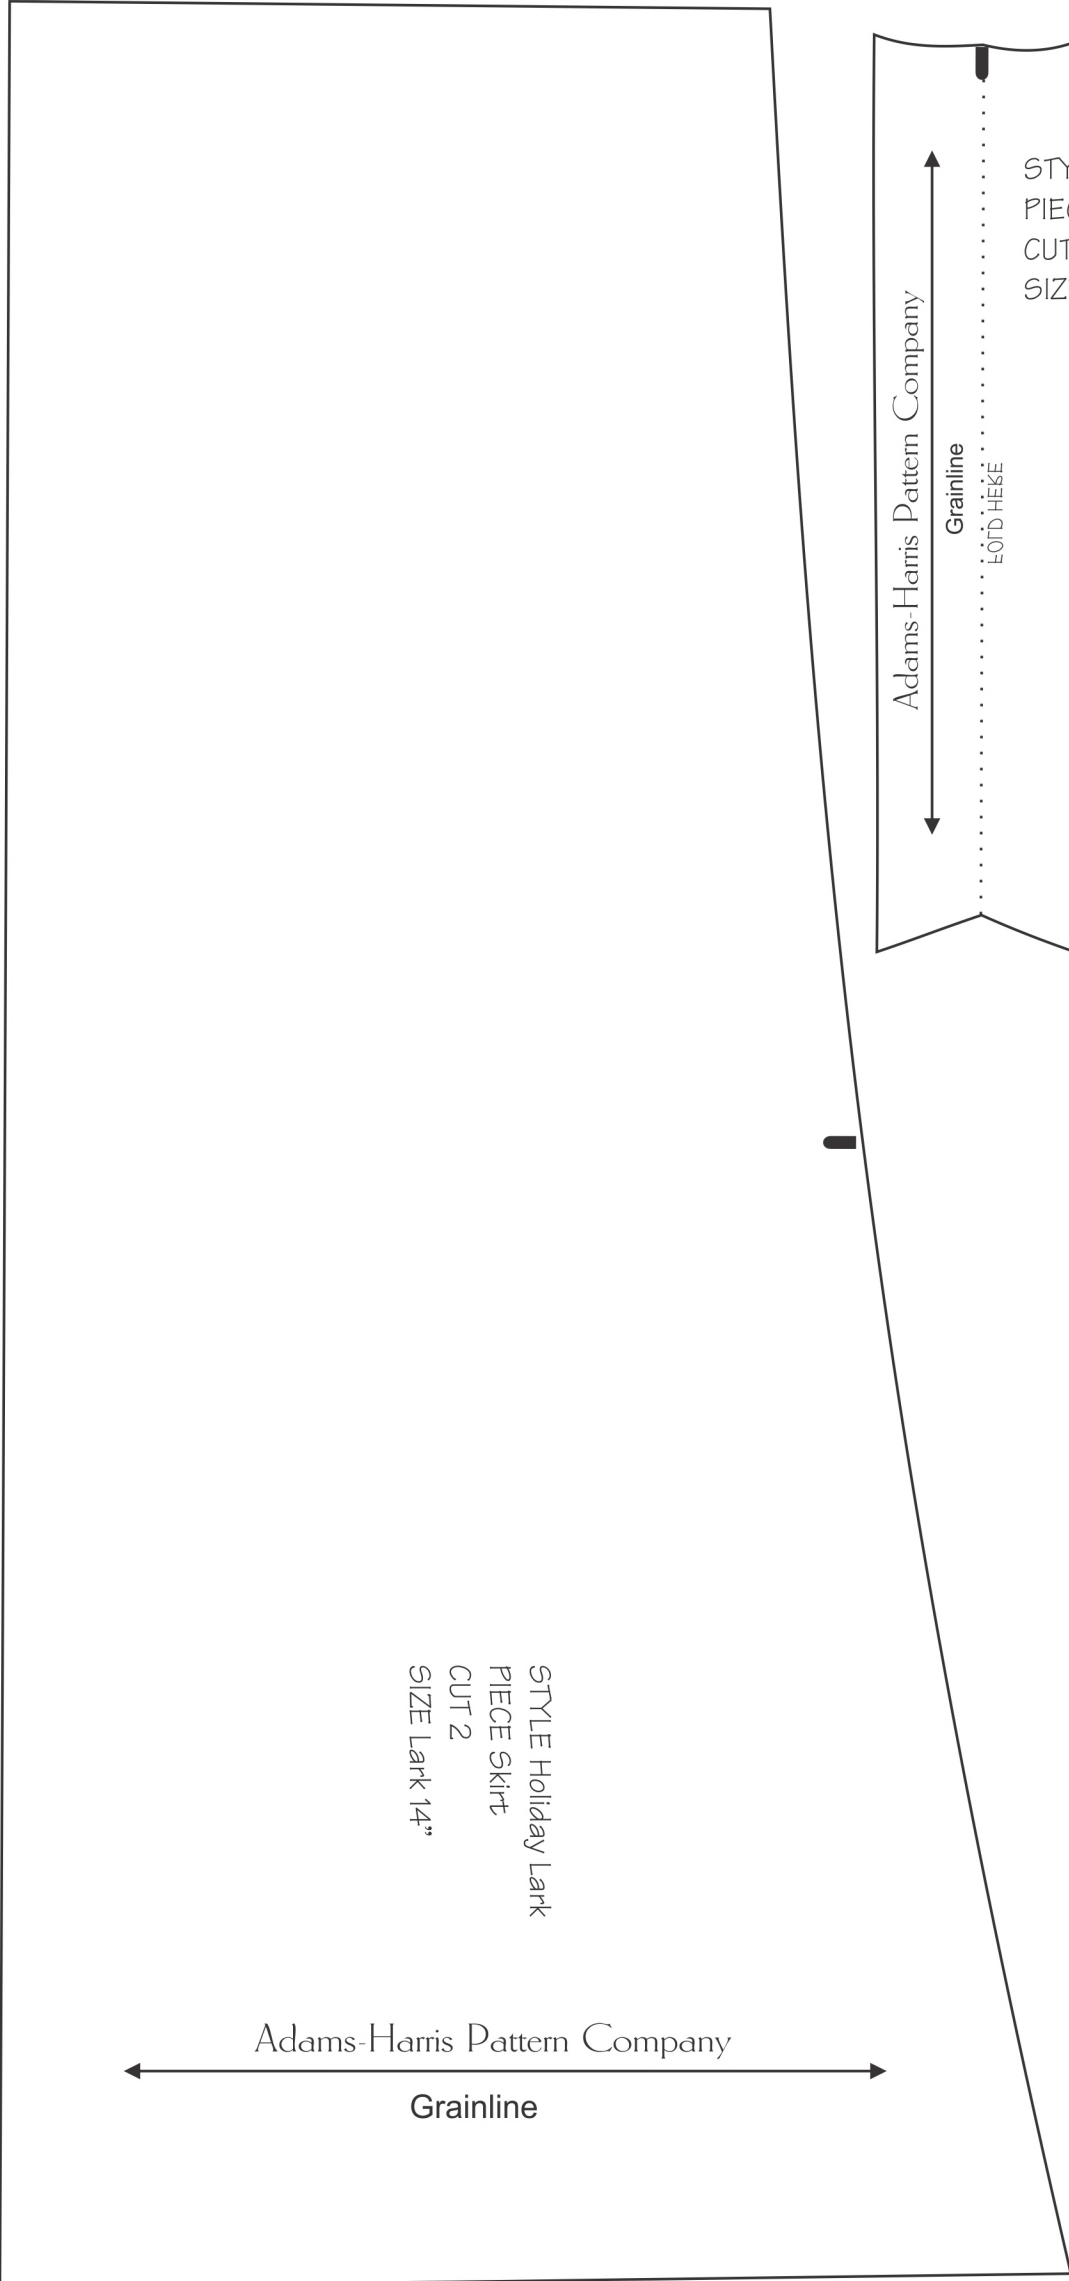 STYLE Holiday Lark
PIECE Skirt
CUT 2
SIZE Lark 14”
Adams-Harris Pattern Company
Grainline
Adams-Harris Pattern Company
Grainline
FOLD HERE
STY
PIEC
CUT
SIZ